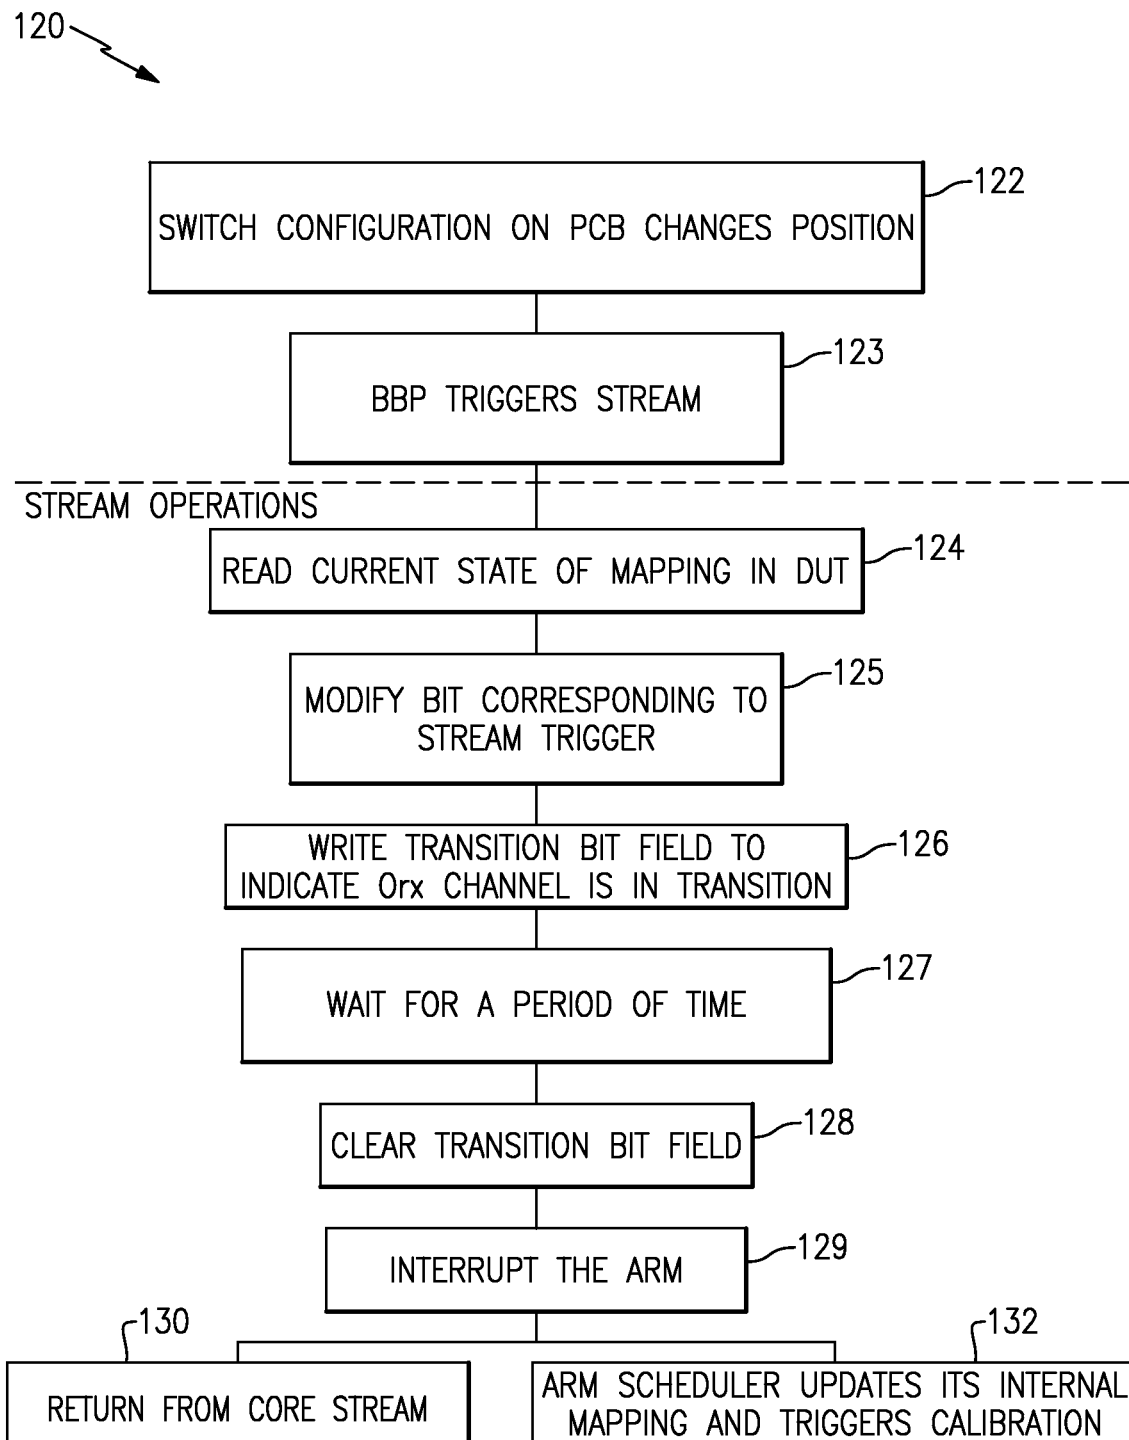 120
122
SWITCH CONFIGURATION ON PCB CHANGES POSITION
123
BBP TRIGGERS STREAM
STREAM OPERATIONS
124
READ CURRENT STATE OF MAPPING IN DUT
125
MODIFY BIT CORRESPONDING TO
STREAM TRIGGER
126
WRITE TRANSITION BIT FIELD TO
INDICATE Orx CHANNEL IS IN TRANSITION
127
WAIT FOR A PERIOD OF TIME
128
CLEAR TRANSITION BIT FIELD
129
INTERRUPT THE ARM
130
RETURN FROM CORE STREAM
132
ARM SCHEDULER UPDATES ITS INTERNAL
MAPPING AND TRIGGERS CALIBRATION